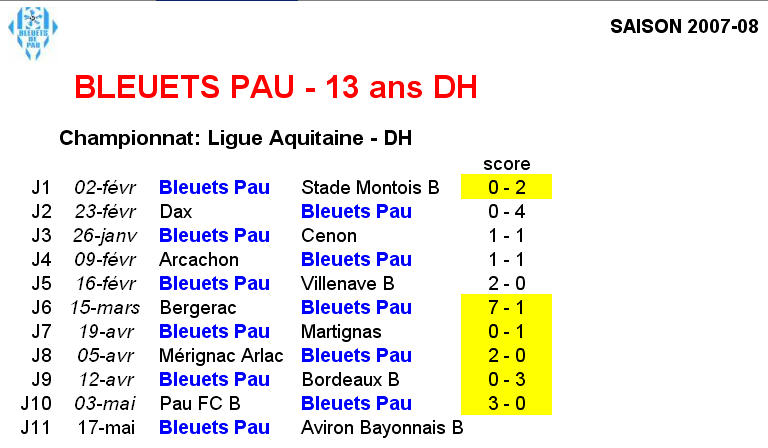 BLEUETS
DE
PAU
SAISON 2007-08
BLEUETS PAU - 13 ans DH
Championnat: Ligue Aquitaine - DH
score
J1 02-févr Bleuets Pau Stade Montois B 0 - 2
J2 23-févr Dax Bleuets Pau 0 - 4
J3 26-janv Bleuets Pau Cenon 1 - 1
J4 09-févr Arcachon Bleuets Pau 1 - 1
J5 16-févr Bleuets Pau Villenave B 2 - 0
J6 15-mars Bergerac Bleuets Pau 7 - 1
J7 19-avr Bleuets Pau Martignas 0 - 1
J8 05-avr Mérignac Arlac Bleuets Pau 2 - 0
J9 12-avr Bleuets Pau Bordeaux B 0 - 3
J10 03-mai Pau FC B Bleuets Pau 3 - 0
J11 17-mai Bleuets Pau Aviron Bayonnais B